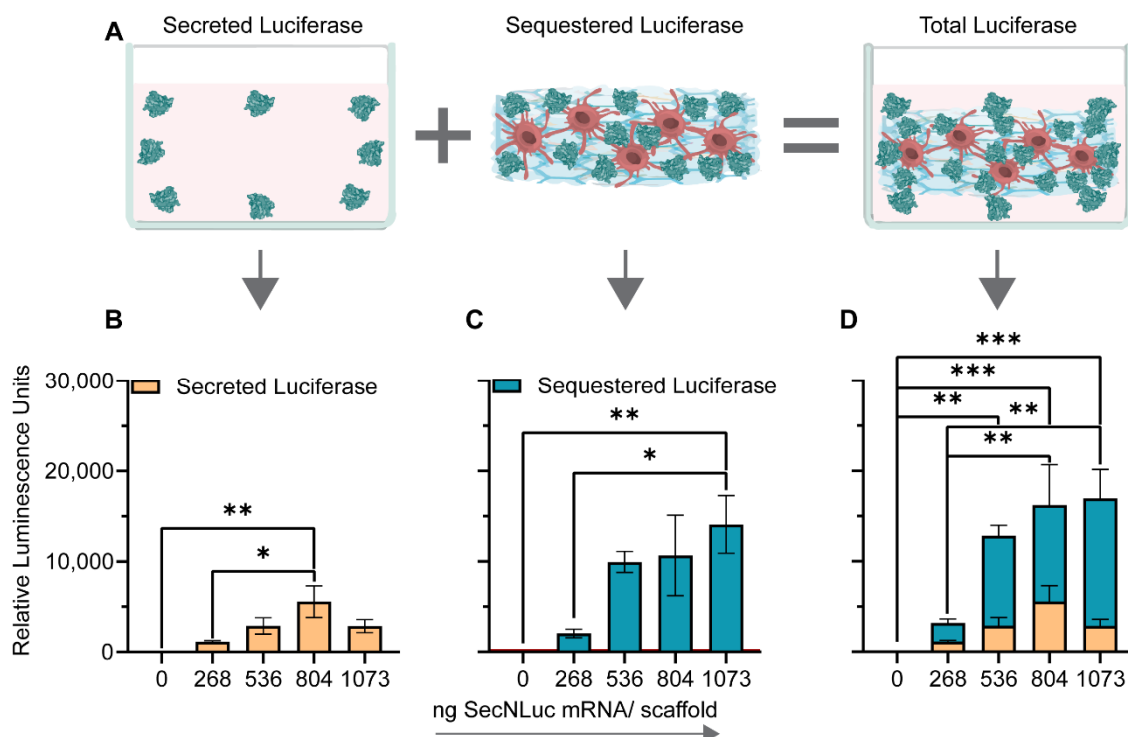 A
Secreted Luciferase
Sequestered Luciferase
Total Luciferase
B
C
D
Relative Luminescence Units
30,000
20,000
10,000
0
Secreted Luciferase
**
*
0 268 536 804 1073
Sequestered Luciferase
**
*
0 268 536 804 1073
***
***
** **
**
0 268 536 804 1073
ng SecNLuc mRNA/ scaffold